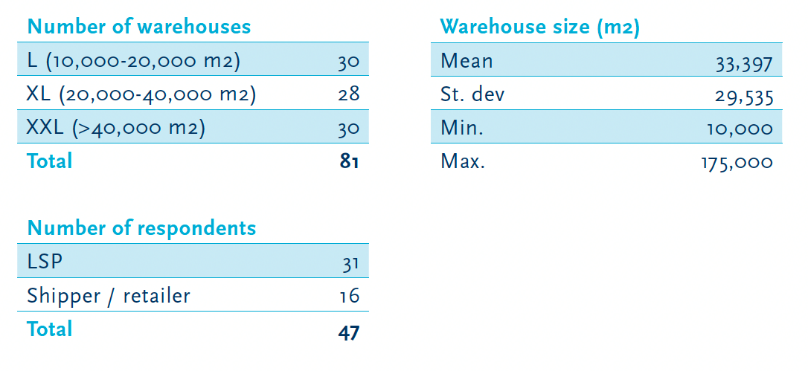 Number of warehouses
L (10,000-20,000 m2) 30
XL (20,000-40,000 m2) 28
XXL (>40,000 m2) 30
Total 81
Warehouse size (m2)
Mean 33,397
St. dev 29,535
Min. 10,000
Max. 175,000
Number of respondents
LSP 31
Shipper / retailer 16
Total 47